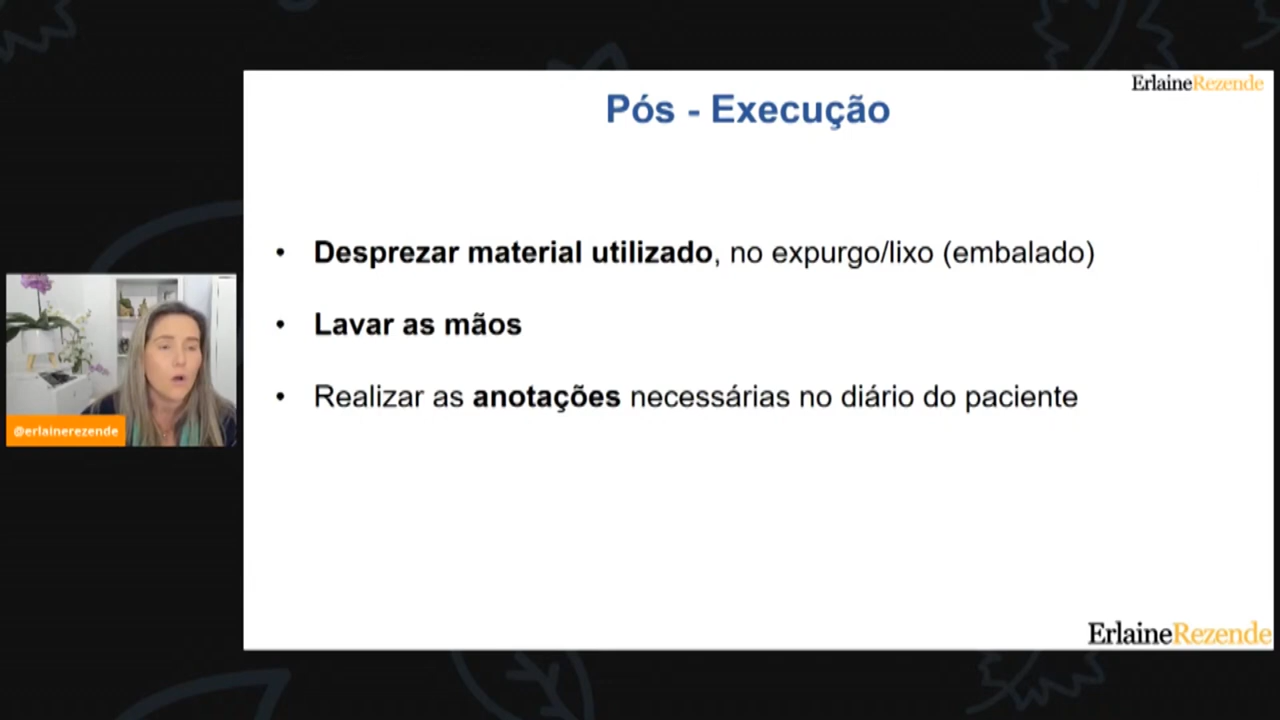 ErlaineRezende
Pós - Execução
• Desprezar material utilizado, no expurgo/lixo (embalado)
• Lavar as mãos
• Realizar as anotações necessárias no diário do paciente
@erlainerezende
ErlaineRezende